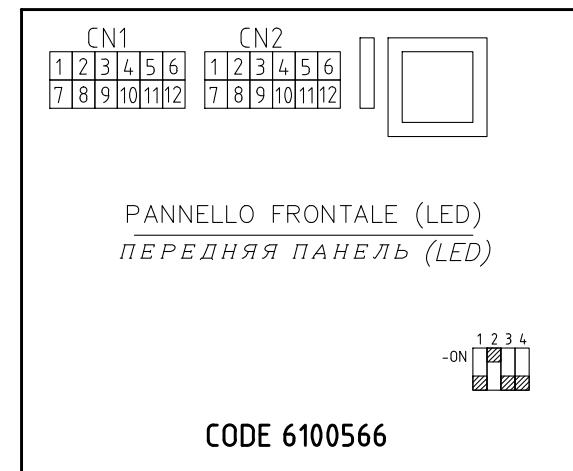 CN1 CN2
1 2 3 4 5 6 1 2 3 4 5 6
7 8 9 10 11 12 7 8 9 10 11 12
PANNELLO FRONTALE (LED)
ПЕРЕДНЯЯ ПАНЕЛЬ (LED)
1 2 3 4
-ON
CODE 6100566